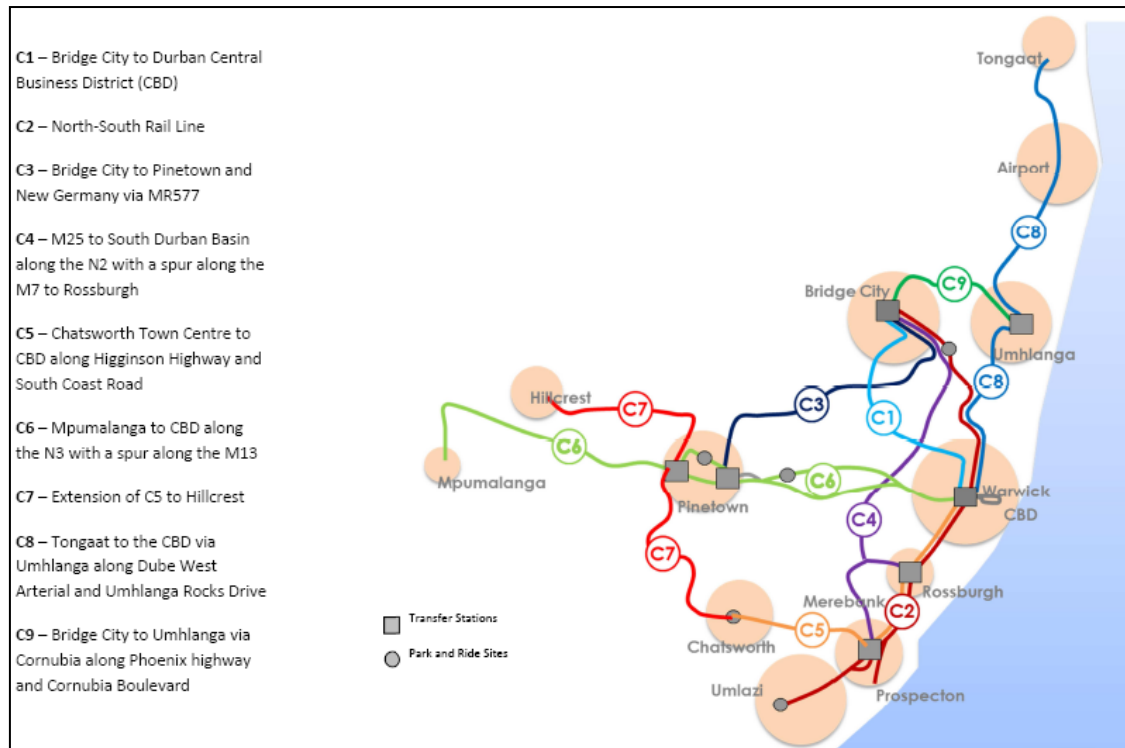 C1 – Bridge City to Durban Central
Business District (CBD)
C2 – North-South Rail Line
C3 – Bridge City to Pinetown and
New Germany via MR577
C4 – M25 to South Durban Basin
along the N2 with a spur along the
M7 to Rossburgh
C5 – Chatsworth Town Centre to
CBD along Higginson Highway and
South Coast Road
C6 – Mpumalanga to CBD along
the N3 with a spur along the M13
C7 – Extension of C5 to Hillcrest
C8 – Tongaat to the CBD via
Umhlanga along Dube West
Arterial and Umhlanga Rocks Drive
C9 – Bridge City to Umhlanga via
Cornubia along Phoenix highway
and Cornubia Boulevard
Transfer Stations
Park and Ride Sites
Tongaat
Airport
C8
Bridge City
C9
Umhlanga
C8
Hillcrest
C7
C3
C1
C6
Mpumalanga
C6
Pinetown
Warwick
CBD
C4
C7
Rossburgh
Merebank
C2
C5
Chatsworth
Umlazi
Prospecton